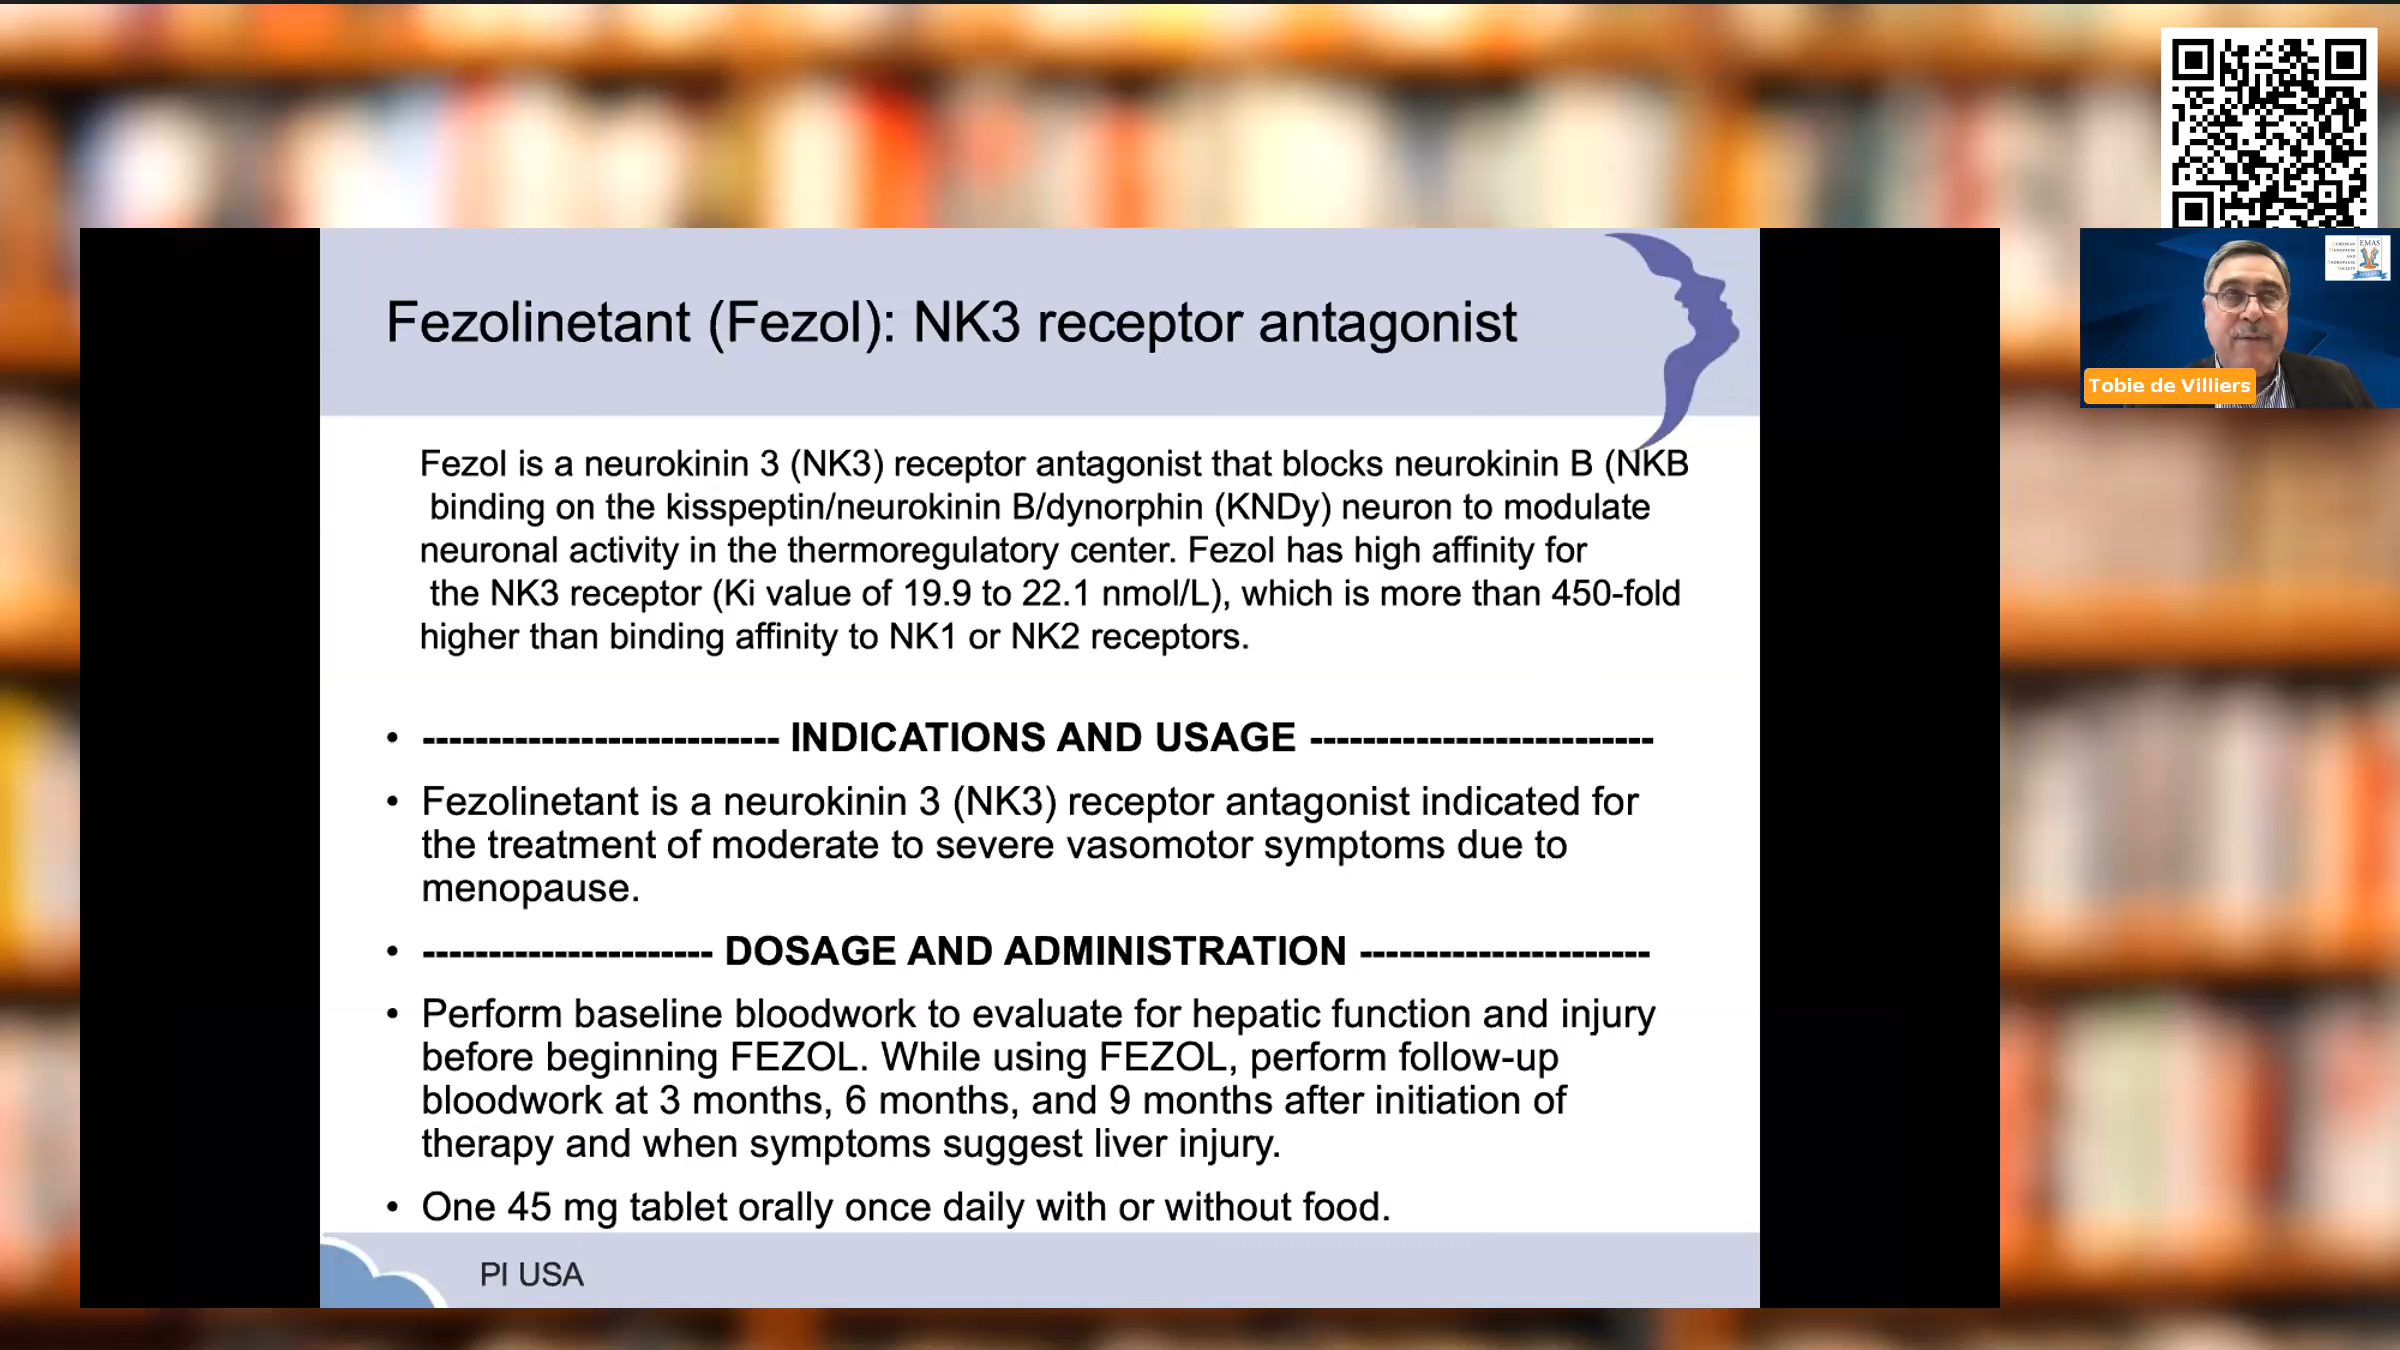 Fezolinetant (Fezol): NK3 receptor antagonist
Fezol is a neurokinin 3 (NK3) receptor antagonist that blocks neurokinin B (NKB
binding on the kisspeptin/neurokinin B/dynorphin (KNDy) neuron to modulate
neuronal activity in the thermoregulatory center. Fezol has high affinity for
the NK3 receptor (Ki value of 19.9 to 22.1 nmol/L), which is more than 450-fold
higher than binding affinity to NK1 or NK2 receptors.
• --------------------------- INDICATIONS AND USAGE --------------------------
• Fezolinetant is a neurokinin 3 (NK3) receptor antagonist indicated for
the treatment of moderate to severe vasomotor symptoms due to
menopause.
• ---------------------- DOSAGE AND ADMINISTRATION ----------------------
• Perform baseline bloodwork to evaluate for hepatic function and injury
before beginning FEZOL. While using FEZOL, perform follow-up
bloodwork at 3 months, 6 months, and 9 months after initiation of
therapy and when symptoms suggest liver injury.
• One 45 mg tablet orally once daily with or without food.
PI USA
EMAS
Tobie de Villiers